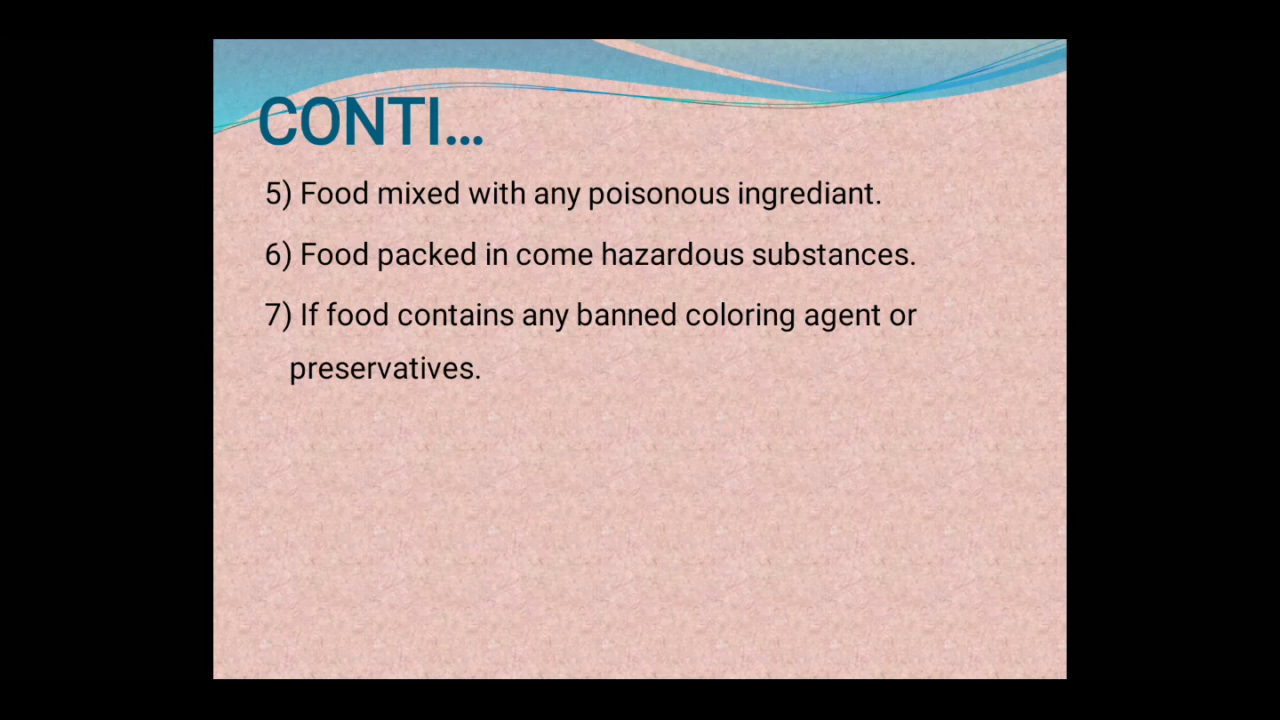 CONTI...
5) Food mixed with any poisonous ingrediant.
6) Food packed in come hazardous substances.
7) If food contains any banned coloring agent or
preservatives.